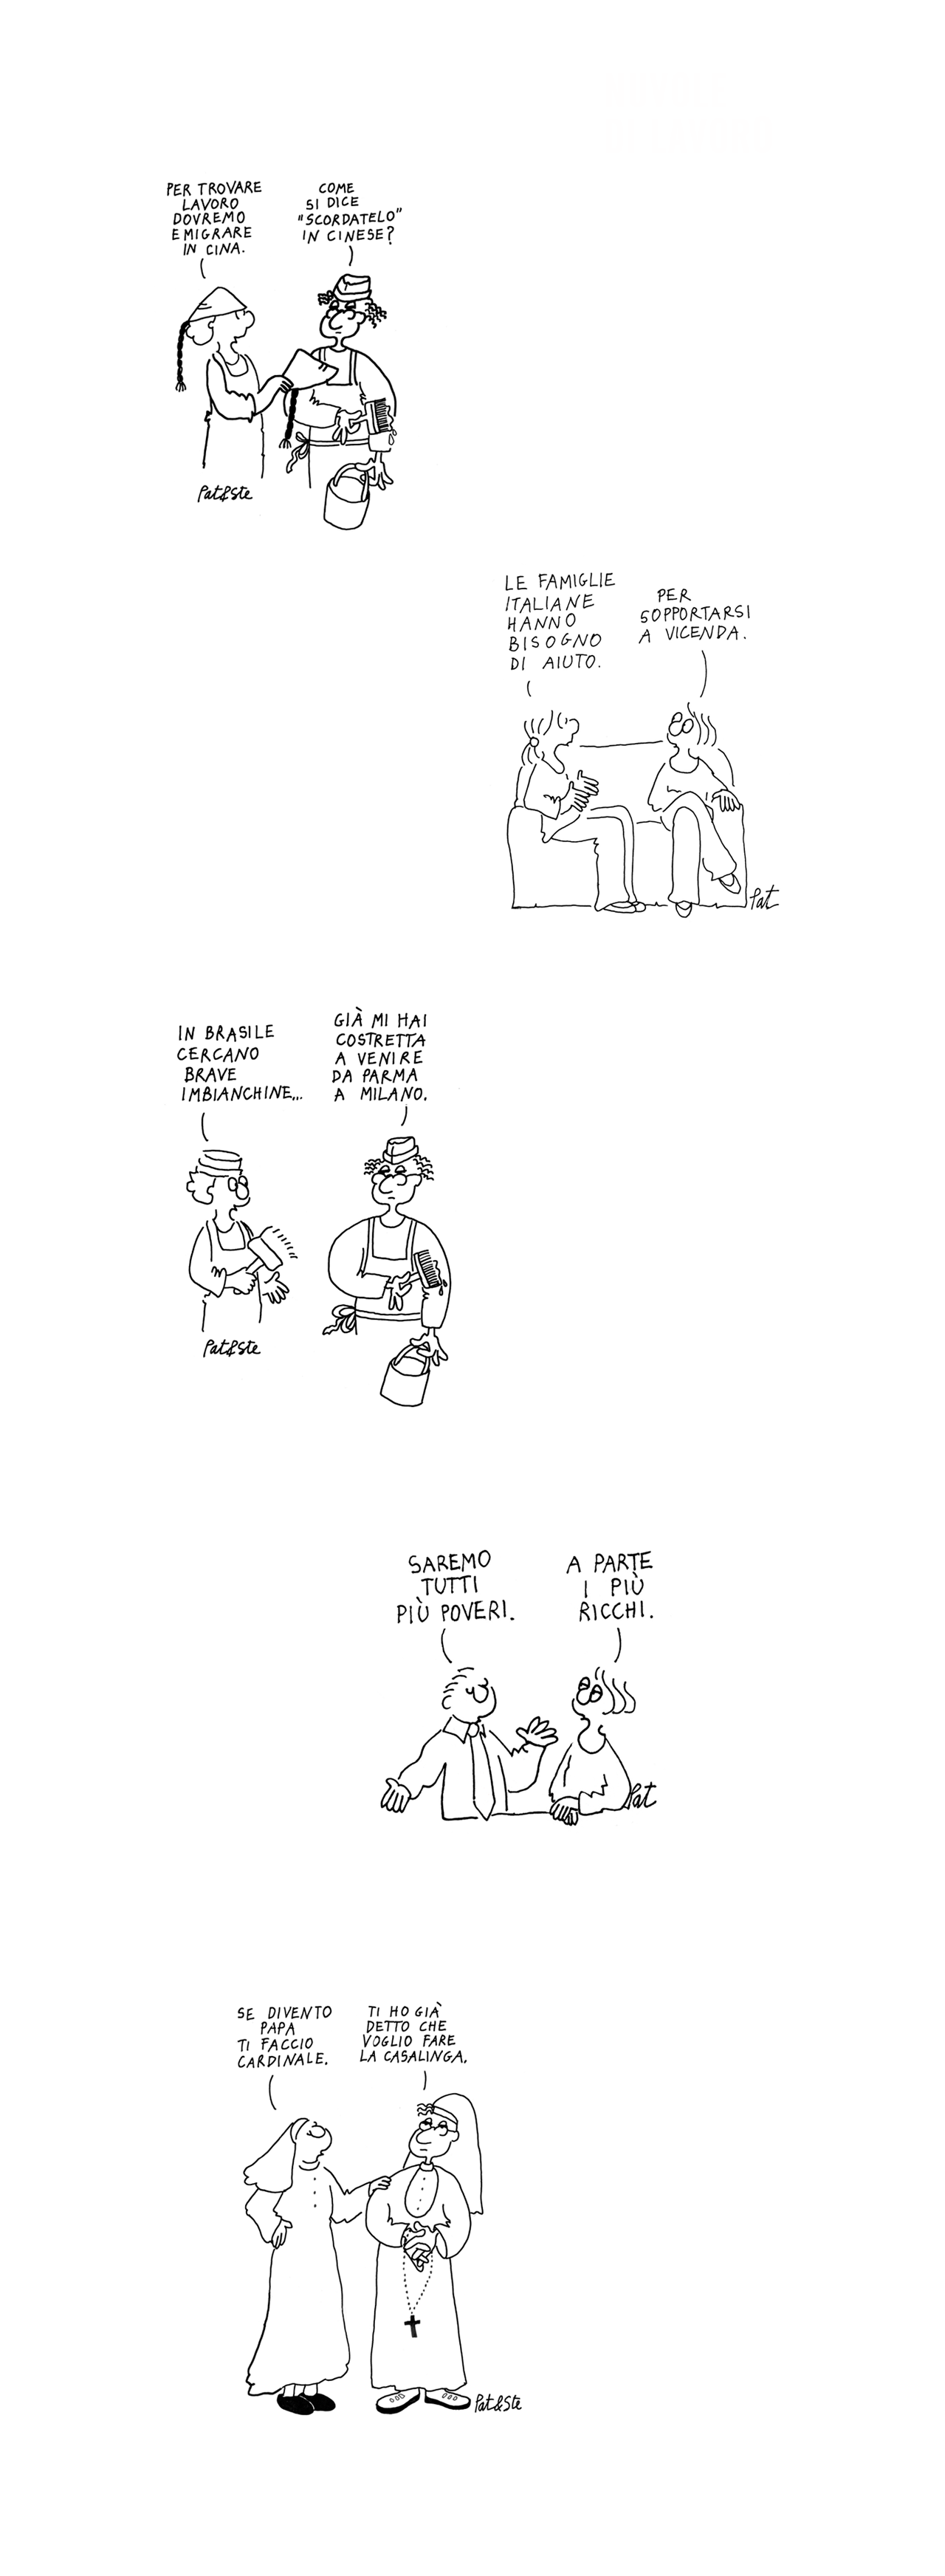 PER TROVARE
LAVORO
DOVREMO
EMIGRARE
IN CINA.
COME
SI DICE
"SCORDATELO"
IN CINESE?
Pat&Ste
LE FAMIGLIE
ITALIANE
HANNO
BISOGNO
DI AIUTO.
PER
SOPPORTARSI
A VICENDA.
Pat
IN BRASILE
CERCANO
BRAVE
IMBIANCHINE...
GIÀ MI HAI
COSTRETTA
A VENIRE
DA PARMA
A MILANO.
Pat&Ste
SAREMO
TUTTI
PIÙ POVERI.
A PARTE
I PIÙ
RICCHI.
Pat
SE DIVENTO
PAPA
TI FACCIO
CARDINALE.
TI HO GIÀ
DETTO CHE
VOGLIO FARE
LA CASALINGA.
Pat&Ste